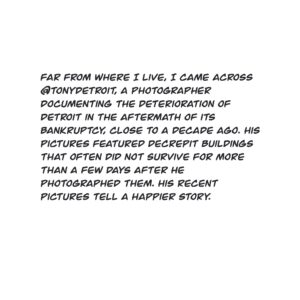 FAR FROM WHERE I LIVE, I CAME ACROSS
@TONYDETROIT, A PHOTOGRAPHER
DOCUMENTING THE DETERIORATION OF
DETROIT IN THE AFTERMATH OF ITS
BANKRUPTCY, CLOSE TO A DECADE AGO. HIS
PICTURES FEATURED DECREPIT BUILDINGS
THAT OFTEN DID NOT SURVIVE FOR MORE
THAN A FEW DAYS AFTER HE
PHOTOGRAPHED THEM. HIS RECENT
PICTURES TELL A HAPPIER STORY.